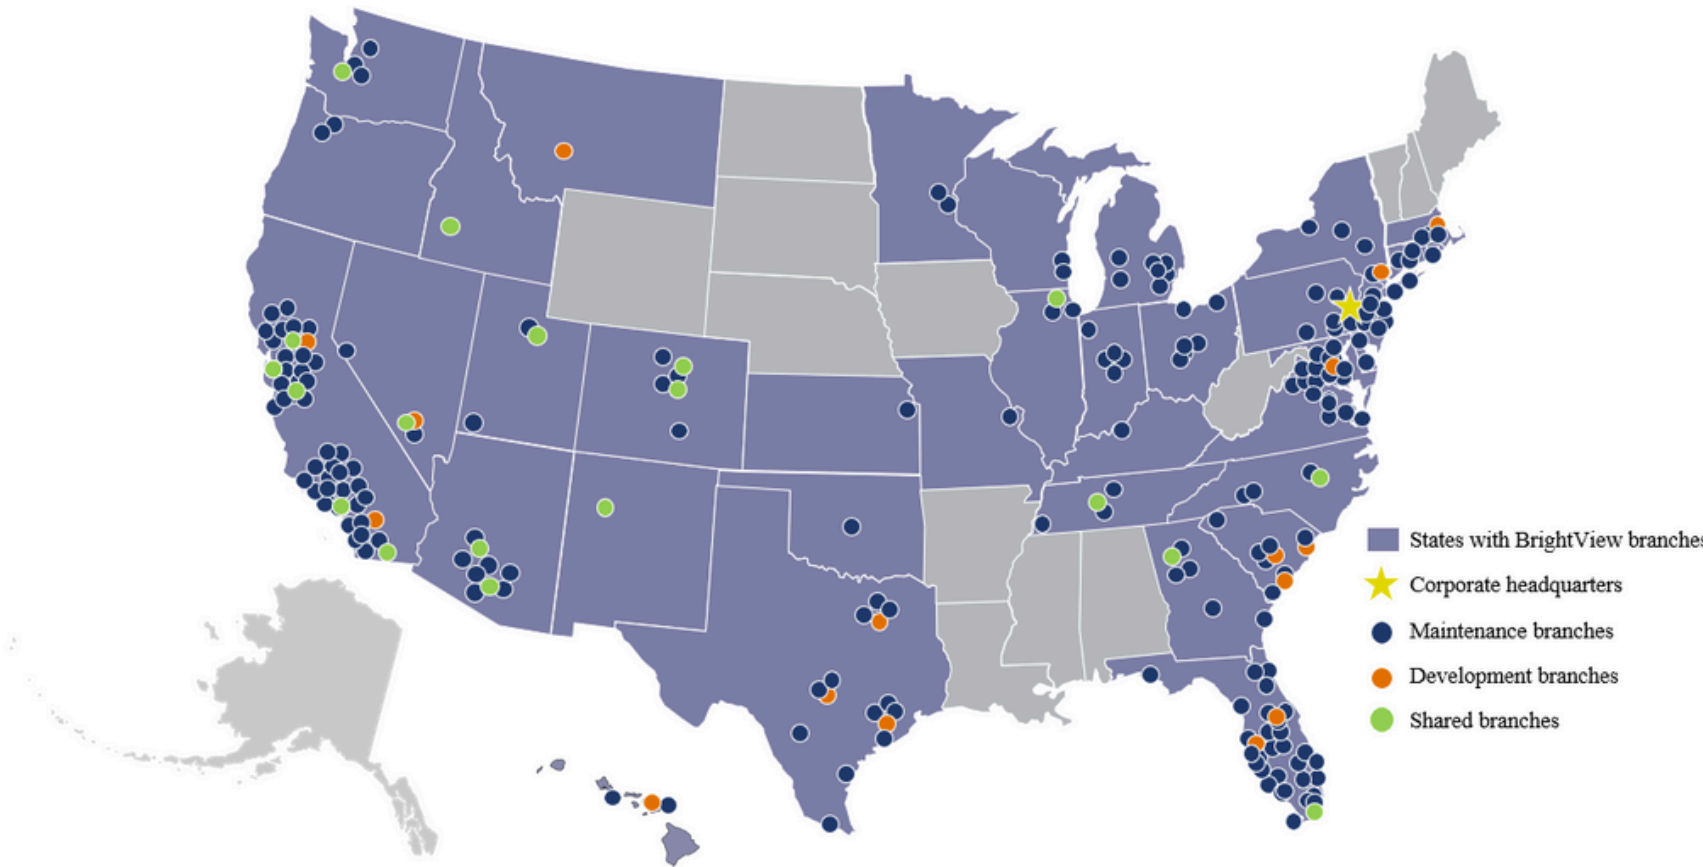 States with BrightView branches
Corporate headquarters
Maintenance branches
Development branches
Shared branches